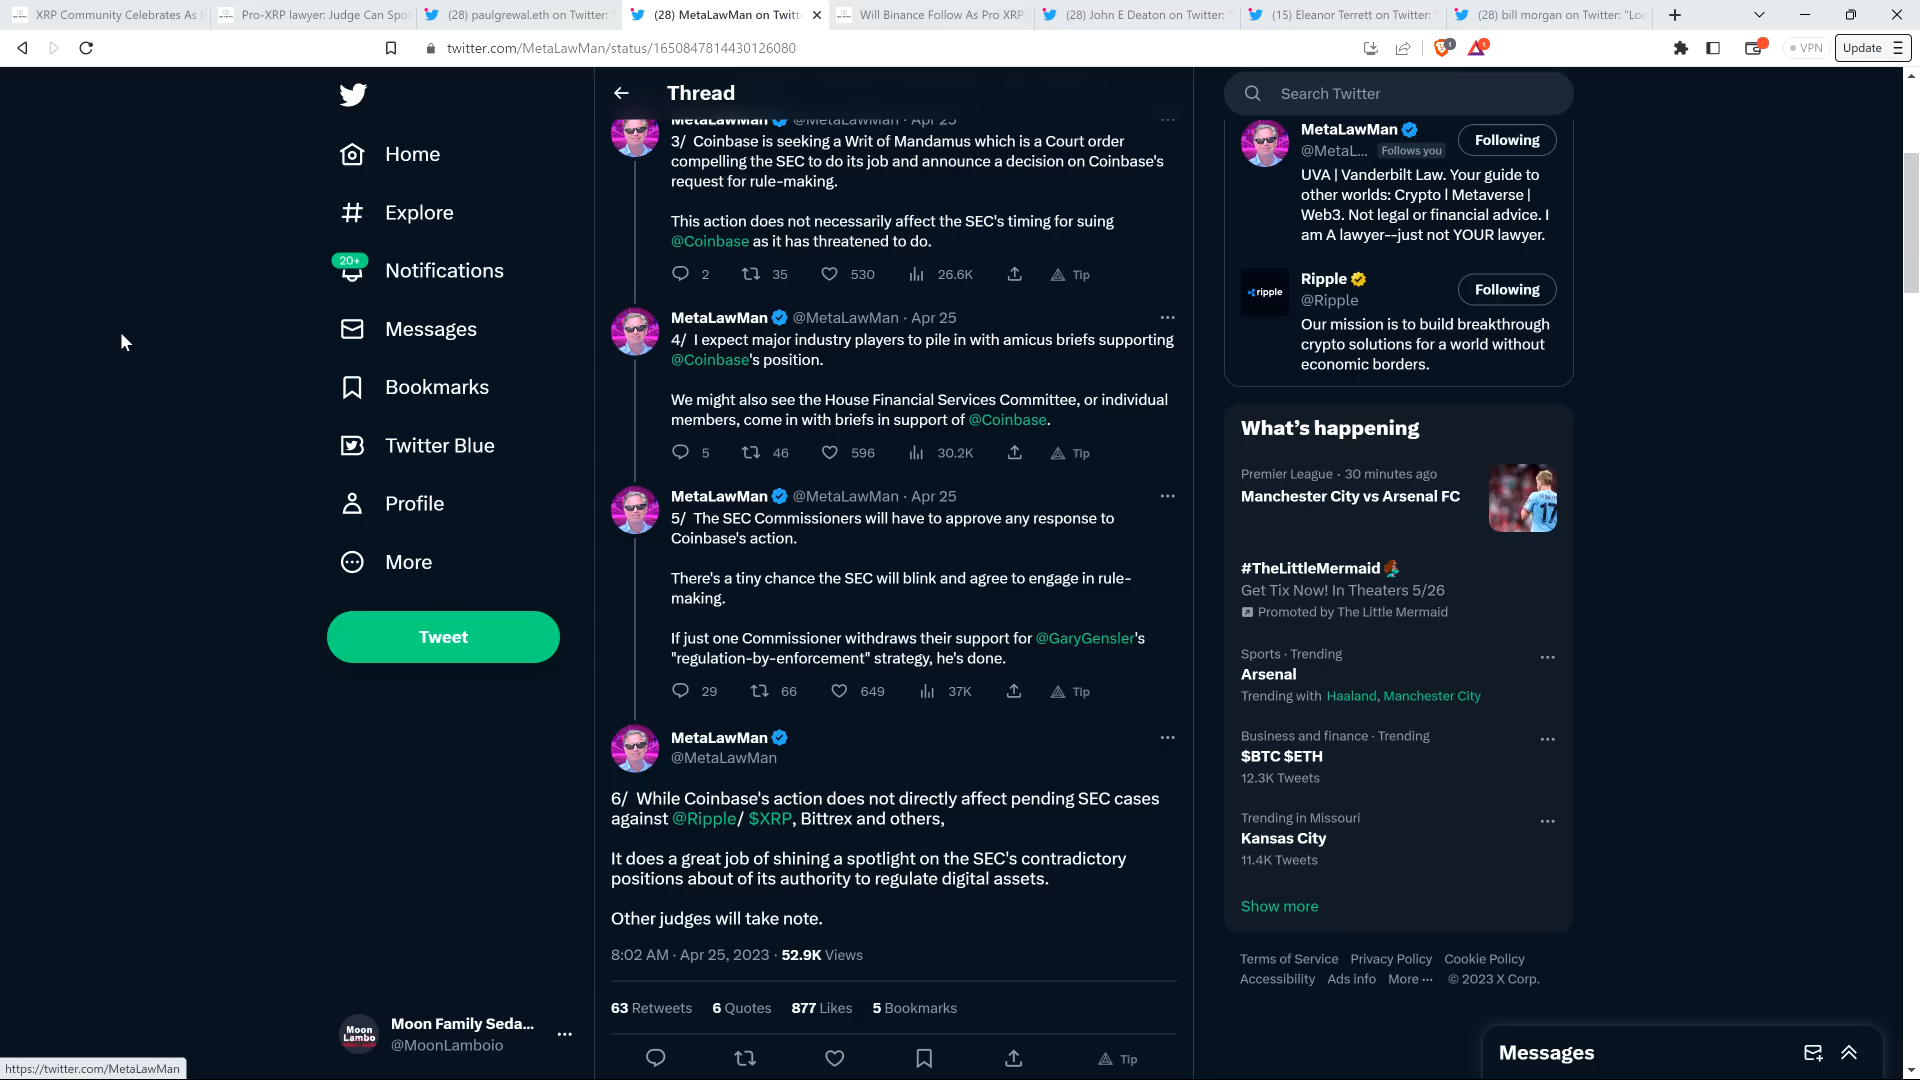 XRP Community Celebrates As
Pro-XRP lawyer: Judge Can Spot
(28) paulgrewal.eth on Twitter: "
(28) MetaLawMan on Twitt
Will Binance Follow As Pro XRP
(28) John E Deaton on Twitter: "
(15) Eleanor Terrett on Twitter: "
(28) bill morgan on Twitter: "Loo
twitter.com/MetaLawMan/status/1650847814430126080
1
1
VPN
Update
Home
Explore
20+
Notifications
Messages
Bookmarks
Twitter Blue
Profile
More
Tweet
Moon
Lambo
Moon Family Seda...
@MoonLamboio
https://twitter.com/MetaLawMan
Thread
MetaLawMan @MetaLawMan · Apr 25
3/ Coinbase is seeking a Writ of Mandamus which is a Court order
compelling the SEC to do its job and announce a decision on Coinbase's
request for rule-making.
This action does not necessarily affect the SEC's timing for suing
@Coinbase as it has threatened to do.
2 35 530 26.6K Tip
MetaLawMan @MetaLawMan · Apr 25
4/ I expect major industry players to pile in with amicus briefs supporting
@Coinbase's position.
We might also see the House Financial Services Committee, or individual
members, come in with briefs in support of @Coinbase.
5 46 596 30.2K Tip
MetaLawMan @MetaLawMan · Apr 25
5/ The SEC Commissioners will have to approve any response to
Coinbase's action.
There's a tiny chance the SEC will blink and agree to engage in rule-
making.
If just one Commissioner withdraws their support for @GaryGensler's
"regulation-by-enforcement" strategy, he's done.
29 66 649 37K Tip
MetaLawMan
@MetaLawMan
6/ While Coinbase's action does not directly affect pending SEC cases
against @Ripple/ $XRP, Bittrex and others,
It does a great job of shining a spotlight on the SEC's contradictory
positions about of its authority to regulate digital assets.
Other judges will take note.
8:02 AM · Apr 25, 2023 · 52.9K Views
63 Retweets 6 Quotes 877 Likes 5 Bookmarks
Tip
Search Twitter
MetaLawMan
@MetaL... Follows you
Following
UVA | Vanderbilt Law. Your guide to
other worlds: Crypto | Metaverse |
Web3. Not legal or financial advice. I
am A lawyer--just not YOUR lawyer.
ripple
Ripple
@Ripple
Following
Our mission is to build breakthrough
crypto solutions for a world without
economic borders.
What's happening
Premier League · 30 minutes ago
Manchester City vs Arsenal FC
17
#TheLittleMermaid
Get Tix Now! In Theaters 5/26
Promoted by The Little Mermaid
Sports · Trending
Arsenal
Trending with Haaland, Manchester City
Business and finance · Trending
$BTC $ETH
12.3K Tweets
Trending in Missouri
Kansas City
11.4K Tweets
Show more
Terms of Service Privacy Policy Cookie Policy
Accessibility Ads info More ··· © 2023 X Corp.
Messages